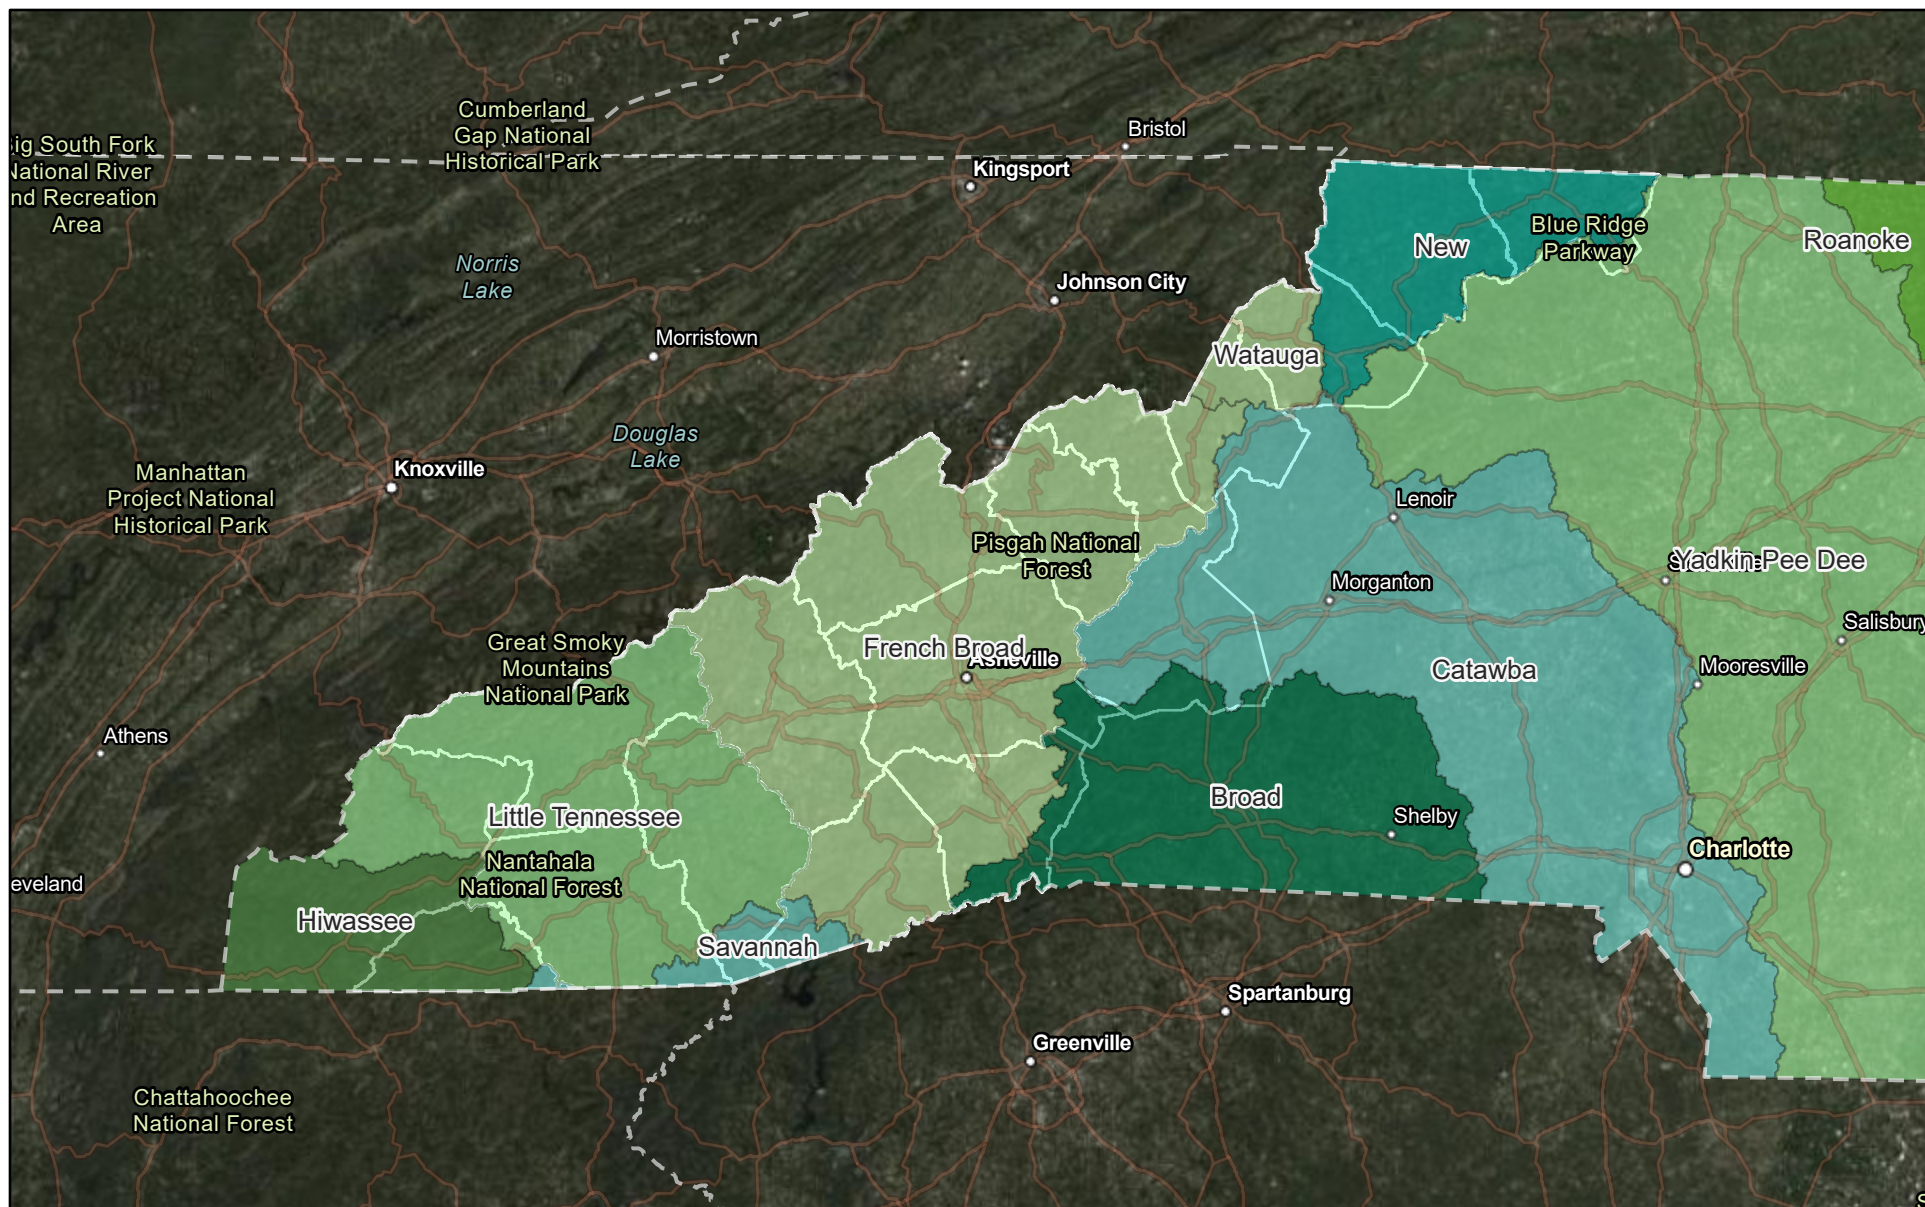 Cumberland
Gap National
Historical Park
Bristol
ig South Fork
National River
nd Recreation
Area
Kingsport
Blue Ridge
Parkway
New
Roanoke
Norris
Lake
Johnson City
Morristown
Watauga
Douglas
Lake
Knoxville
Manhattan
Project National
Historical Park
Lenoir
Pisgah National
Forest
Yadkin Pee Dee
Morganton
Salisbury
Great Smoky
Mountains
National Park
French Broad
Asheville
Catawba
Mooresville
Athens
Broad
Little Tennessee
Shelby
Charlotte
Nantahala
National Forest
eveland
Hiwassee
Savannah
Spartanburg
Greenville
Chattahoochee
National Forest